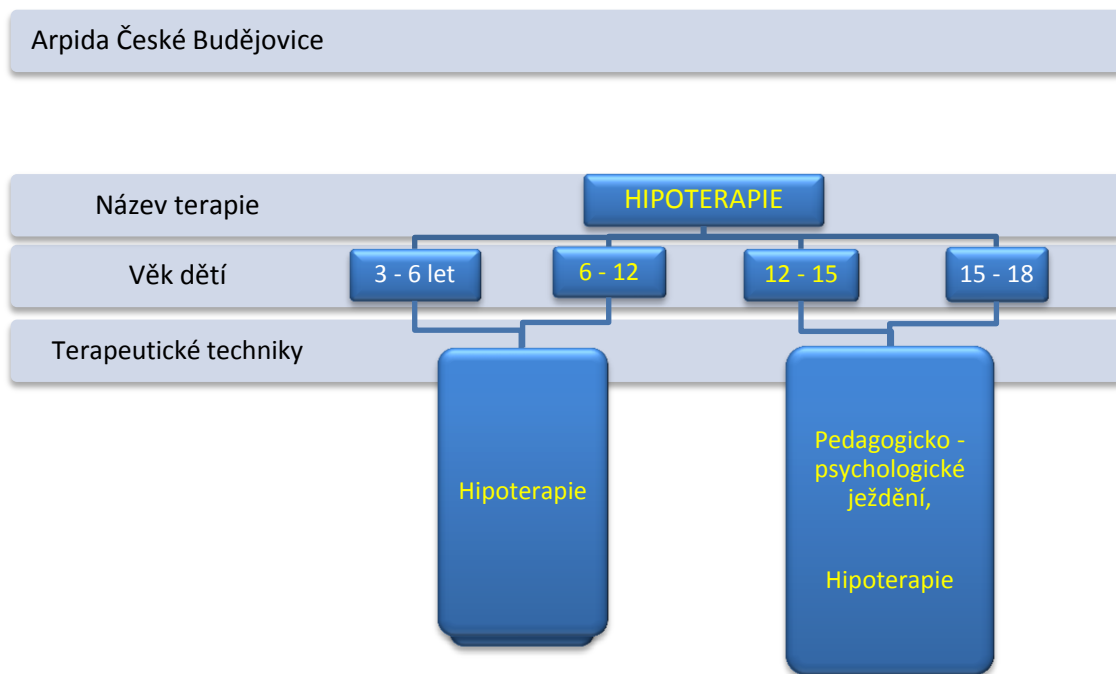 Arpida České Budějovice
Název terapie
HIPOTERAPIE
Věk dětí
3 - 6 let
6 - 12
12 - 15
15 - 18
Terapeutické techniky
Hipoterapie
Pedagogicko -
psychologické
ježdění,
Hipoterapie